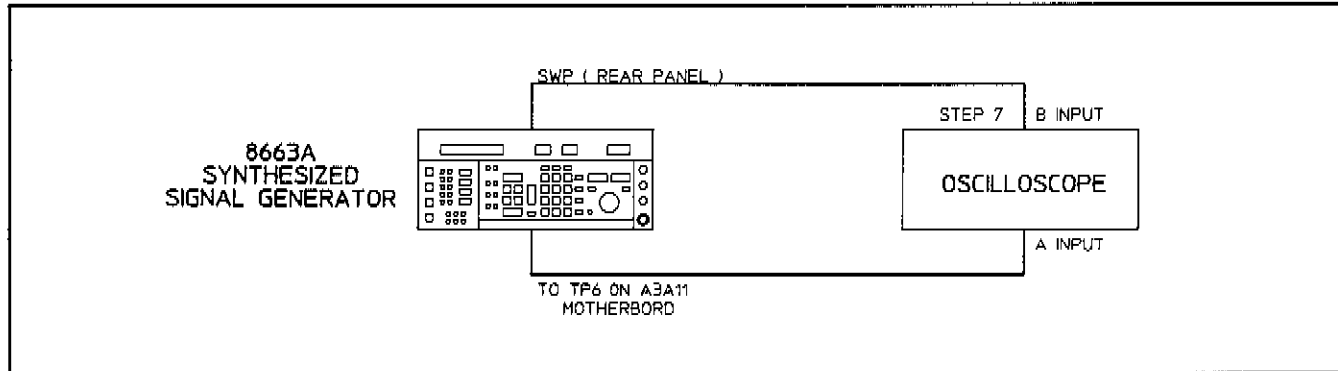 SWP ( REAR PANEL )
STEP 7 B INPUT
8663A
SYNTHESIZED
SIGNAL GENERATOR
OSCILLOSCOPE
A INPUT
TO TP6 ON A3A11
MOTHERBORD